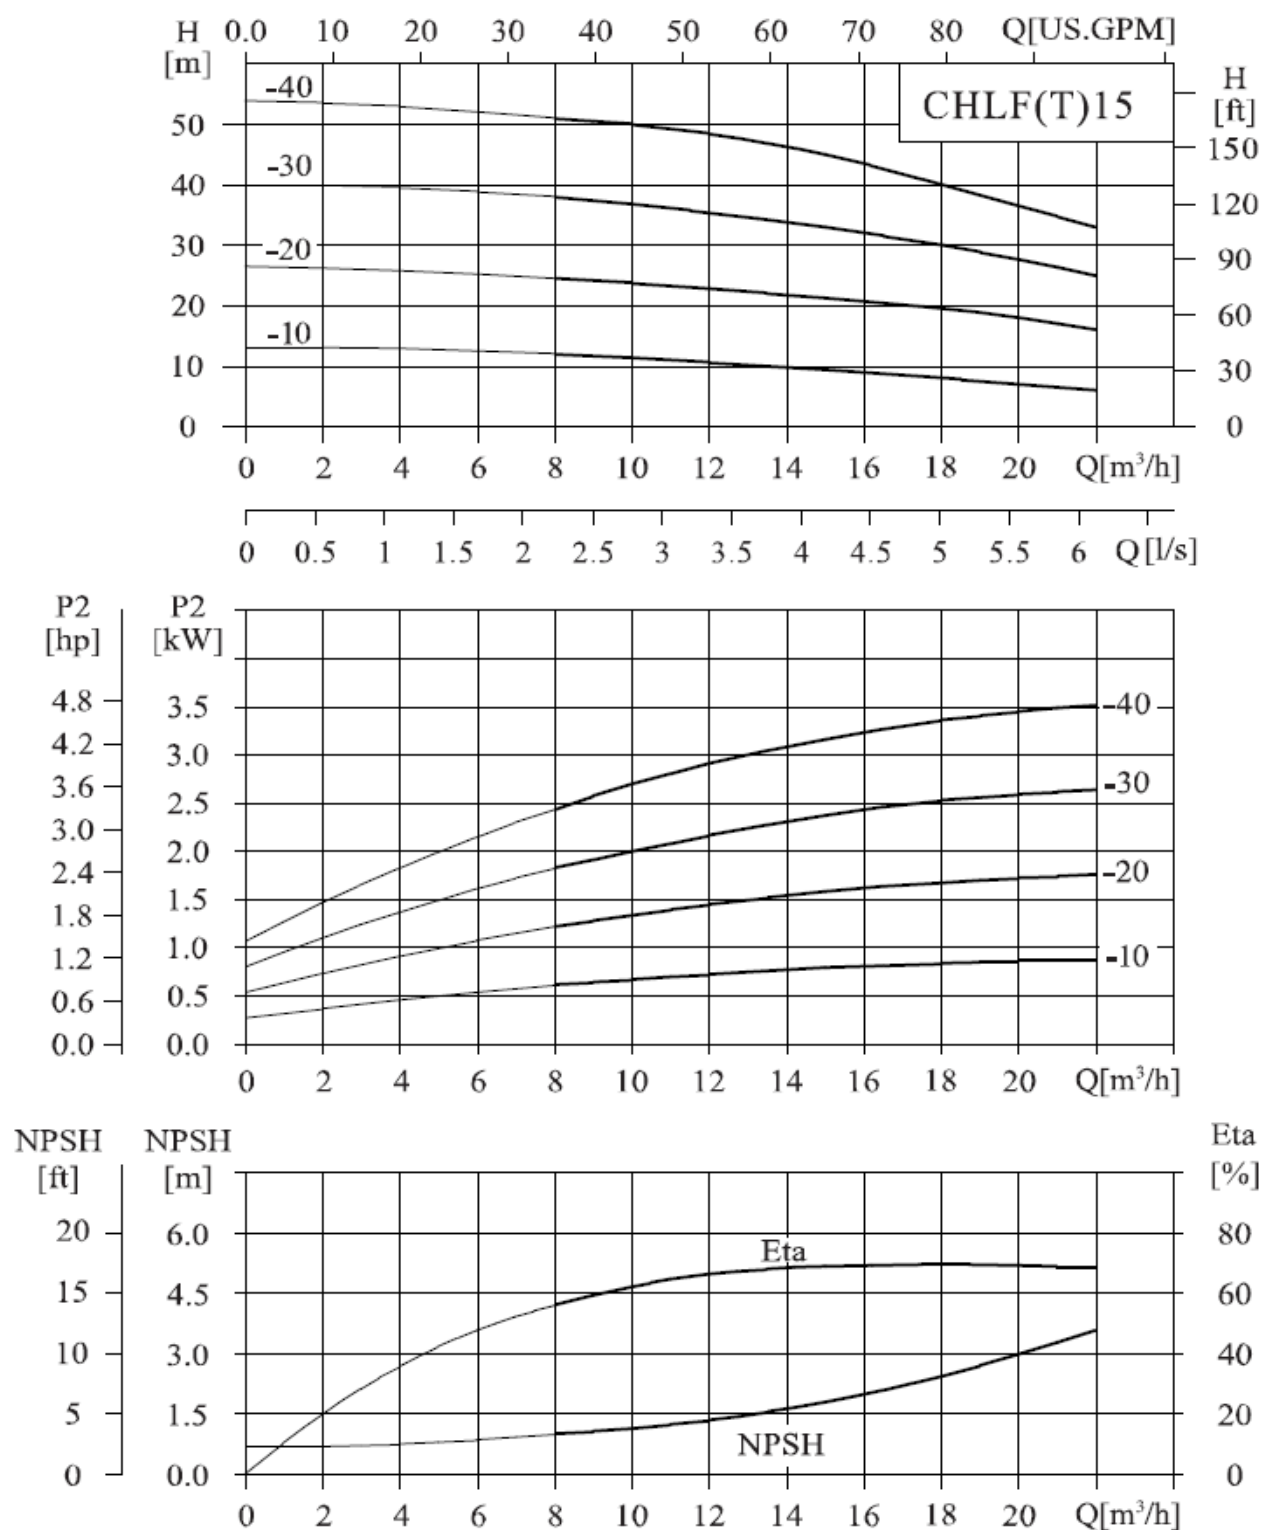 H 0.0 10 20 30 40 50 60 70 80 Q[US.GPM]
[m]
H
[ft]
CHLF(T)15
-40
50
150
-30
40
120
30
90
-20
20
60
-10
10
30
0
0
0 2 4 6 8 10 12 14 16 18 20 Q[m³/h]
0 0.5 1 1.5 2 2.5 3 3.5 4 4.5 5 5.5 6 Q[l/s]
P2 P2
[hp] [kW]
4.8 3.5 -40
4.2 3.0
3.6 2.5 -30
3.0 2.0
2.4 1.5 -20
1.8 1.0
1.2 0.5 -10
0.6
0.0 0.0
0 2 4 6 8 10 12 14 16 18 20 Q[m³/h]
NPSH NPSH Eta
[ft] [m] [%]
20 6.0 80
Eta
15 4.5 60
10 3.0 40
5 1.5 20
NPSH
0 0.0 0
0 2 4 6 8 10 12 14 16 18 20 Q[m³/h]